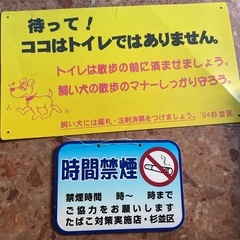 待って!
ココはトイレではありません。
トイレは散歩の前に済ませましょう。
飼い犬の散歩のマナーしっかり守ろう。
飼い犬には鑑札・注射済票をつけましょう。 '04杉並区
時間禁煙
禁煙時間　時〜　時まで
ご協力をお願いします
たばこ対策実施店・杉並区